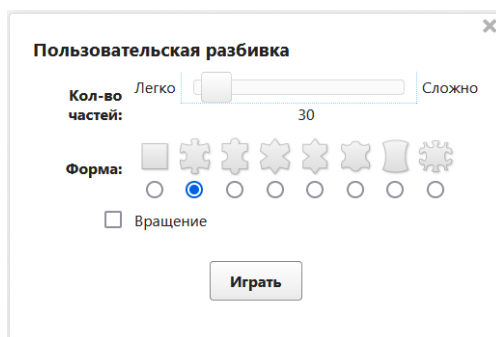 Пользовательская разбивка
Легко
Сложно
Кол-во
частей:
30
Форма:
Вращение
Играть